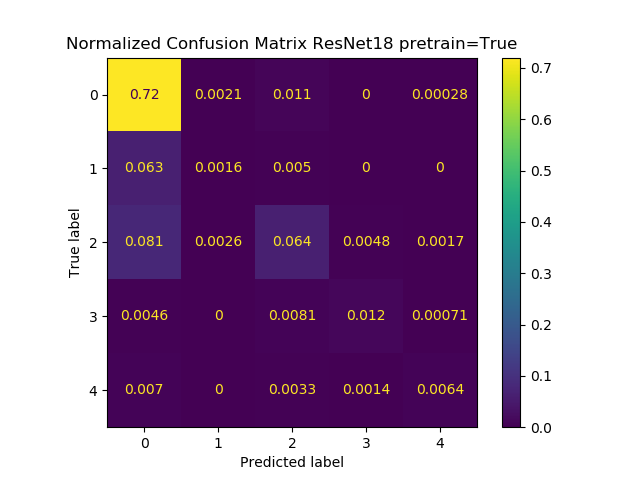 Normalized Confusion Matrix ResNet18 pretrain=True
0 0.72 0.0021 0.011 0 0.00028
1 0.063 0.0016 0.005 0 0
2 0.081 0.0026 0.064 0.0048 0.0017
3 0.0046 0 0.0081 0.012 0.00071
4 0.007 0 0.0033 0.0014 0.0064
0 1 2 3 4
Predicted label
True label
0.7
0.6
0.5
0.4
0.3
0.2
0.1
0.0